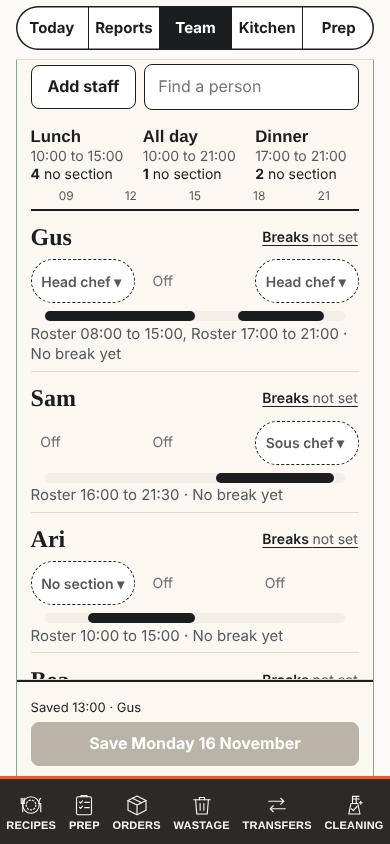 Today Reports Team Kitchen Prep
Add staff Find a person
Lunch All day Dinner
10:00 to 15:00 10:00 to 21:00 17:00 to 21:00
4 no section 1 no section 2 no section
09 12 15 18 21
Gus Breaks not set
Head chef ▾ Off Head chef ▾
Roster 08:00 to 15:00, Roster 17:00 to 21:00 ·
No break yet
Sam Breaks not set
Off Off Sous chef ▾
Roster 16:00 to 21:30 · No break yet
Ari Breaks not set
No section ▾ Off Off
Roster 10:00 to 15:00 · No break yet
Saved 13:00 · Gus
Save Monday 16 November
RECIPES PREP ORDERS WASTAGE TRANSFERS CLEANING